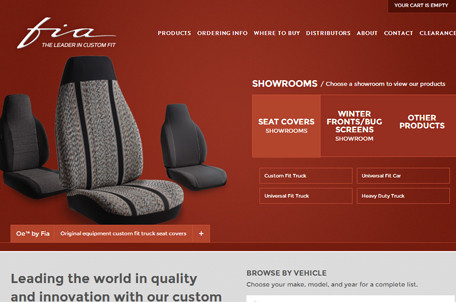 YOUR CART IS EMPTY
fia
THE LEADER IN CUSTOM FIT
PRODUCTS ORDERING INFO WHERE TO BUY DISTRIBUTORS ABOUT CONTACT CLEARANCE
SHOWROOMS / Choose a showroom to view our products
SEAT COVERS
SHOWROOMS
WINTER
FRONTS/BUG
SCREENS
SHOWROOM
OTHER
PRODUCTS
Custom Fit Truck
Universal Fit Car
Universal Fit Truck
Heavy Duty Truck
Oe™ by Fia Original equipment custom fit truck seat covers +
Leading the world in quality
and innovation with our custom
BROWSE BY VEHICLE
Choose your make, model, and year for a complete list.